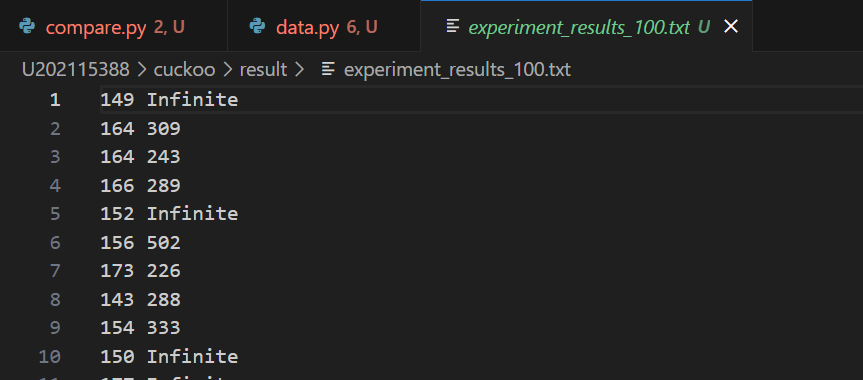 compare.py 2, U data.py 6, U experiment_results_100.txt U
U202115388 > cuckoo > result > experiment_results_100.txt
1 149 Infinite
2 164 309
3 164 243
4 166 289
5 152 Infinite
6 156 502
7 173 226
8 143 288
9 154 333
10 150 Infinite